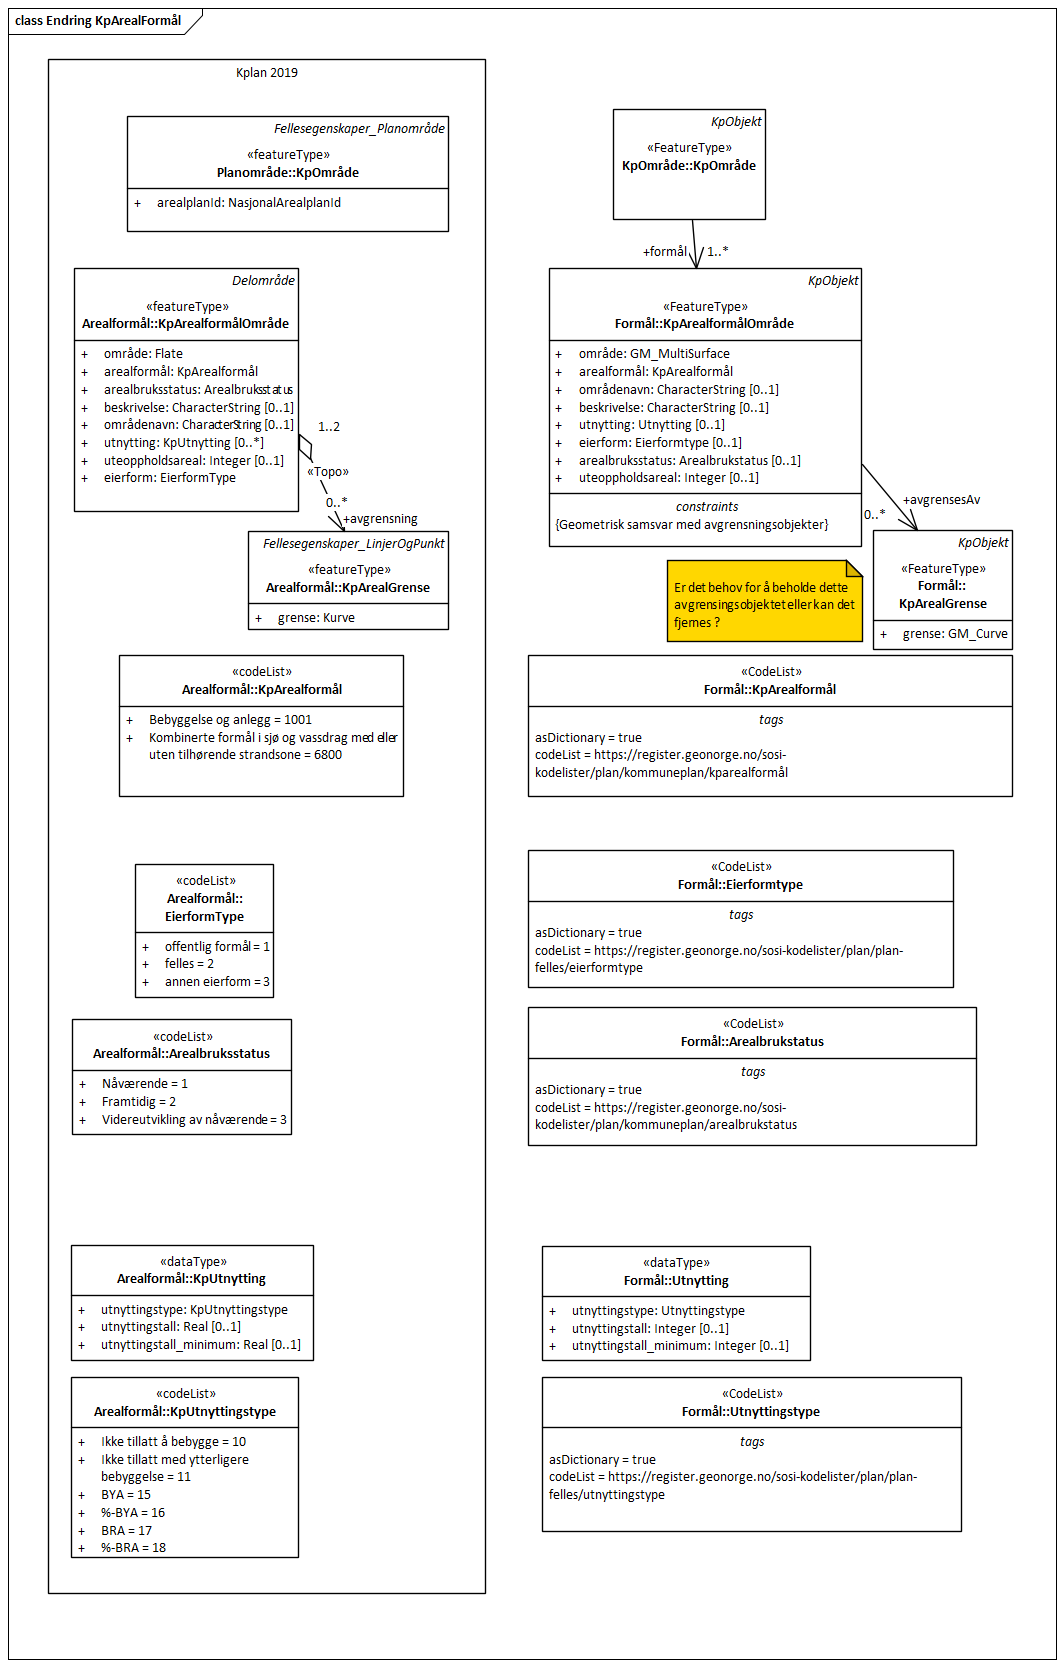 class Endring KpArealFormål
Kplan 2019
Fellesegenskaper_Planområde
«featureType»
Planområde::KpOmråde
+ arealplanId: NasjonalArealplanId
KpObjekt
«FeatureType»
KpOmråde::KpOmråde
+formål 1..*
Delområde
«featureType»
Arealformål::KpArealformålOmråde
+ område: Flate
+ arealformål: KpArealformål
+ arealbruksstatus: Arealbruksstatus
+ beskrivelse: CharacterString [0..1]
+ områdenavn: CharacterString [0..1]
+ utnytting: KpUtnytting [0..*]
+ uteoppholdsareal: Integer [0..1]
+ eierform: EierformType
1..2
«Topo»
0..*
+avgrensning
Fellesegenskaper_LinjerOgPunkt
«featureType»
Arealformål::KpArealGrense
+ grense: Kurve
KpObjekt
«FeatureType»
Formål::KpArealformålOmråde
+ område: GM_MultiSurface
+ arealformål: KpArealformål
+ områdenavn: CharacterString [0..1]
+ beskrivelse: CharacterString [0..1]
+ utnytting: Utnytting [0..1]
+ eierform: Eierformtype [0..1]
+ arealbruksstatus: Arealbrukstatus [0..1]
+ uteoppholdsareal: Integer [0..1]
constraints
{Geometrisk samsvar med avgrensningsobjekter}
+avgrensesAv
0..*
KpObjekt
«FeatureType»
Formål::
KpArealGrense
+ grense: GM_Curve
Er det behov for å beholde dette
avgrensingsobjektet eller kan det
fjernes ?
«codeList»
Arealformål::KpArealformål
+ Bebyggelse og anlegg = 1001
+ Kombinerte formål i sjø og vassdrag med eller
uten tilhørende strandsone = 6800
«CodeList»
Formål::KpArealformål
tags
asDictionary = true
codeList = https://register.geonorge.no/sosi-
kodelister/plan/kommuneplan/kparealformål
«codeList»
Arealformål::
EierformType
+ offentlig formål = 1
+ felles = 2
+ annen eierform = 3
«CodeList»
Formål::Eierformtype
tags
asDictionary = true
codeList = https://register.geonorge.no/sosi-kodelister/plan/plan-
felles/eierformtype
«codeList»
Arealformål::Arealbruksstatus
+ Nåværende = 1
+ Framtidig = 2
+ Videreutvikling av nåværende = 3
«CodeList»
Formål::Arealbrukstatus
tags
asDictionary = true
codeList = https://register.geonorge.no/sosi-
kodelister/plan/kommuneplan/arealbrukstatus
«dataType»
Arealformål::KpUtnytting
+ utnyttingstype: KpUtnyttingstype
+ utnyttingstall: Real [0..1]
+ utnyttingstall_minimum: Real [0..1]
«dataType»
Formål::Utnytting
+ utnyttingstype: Utnyttingstype
+ utnyttingstall: Integer [0..1]
+ utnyttingstall_minimum: Integer [0..1]
«codeList»
Arealformål::KpUtnyttingstype
+ Ikke tillatt å bebygge = 10
+ Ikke tillatt med ytterligere
bebyggelse = 11
+ BYA = 15
+ %-BYA = 16
+ BRA = 17
+ %-BRA = 18
«CodeList»
Formål::Utnyttingstype
tags
asDictionary = true
codeList = https://register.geonorge.no/sosi-kodelister/plan/plan-
felles/utnyttingstype